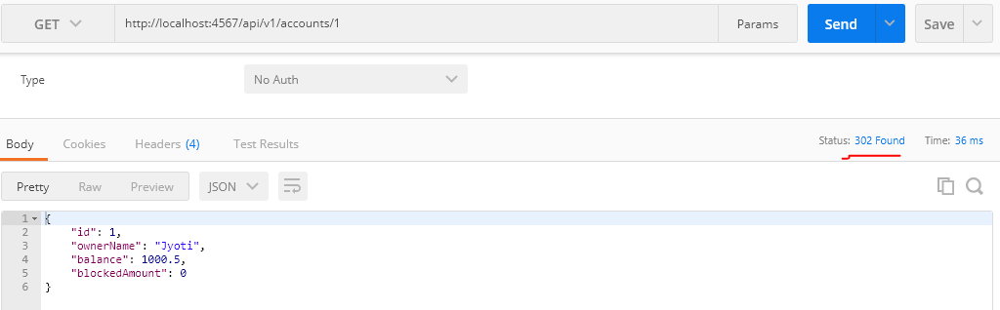 GET http://localhost:4567/api/v1/accounts/1 Params Send Save
Type No Auth
Body Cookies Headers (4) Test Results Status: 302 Found Time: 36 ms
Pretty Raw Preview JSON
1 {
2 "id": 1,
3 "ownerName": "Jyoti",
4 "balance": 1000.5,
5 "blockedAmount": 0
6 }